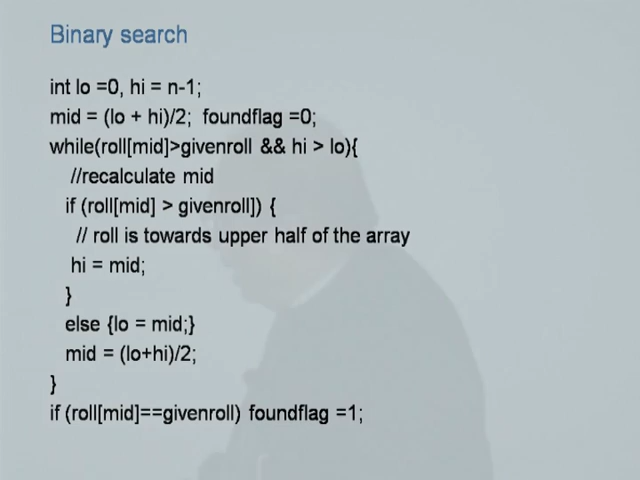 Binary search
int lo =0, hi = n-1;
mid = (lo + hi)/2; foundflag =0;
while(roll[mid]>givenroll && hi > lo){
//recalculate mid
if (roll[mid] > givenroll]) {
// roll is towards upper half of the array
hi = mid;
}
else {lo = mid;}
mid = (lo+hi)/2;
}
if (roll[mid]==givenroll) foundflag =1;